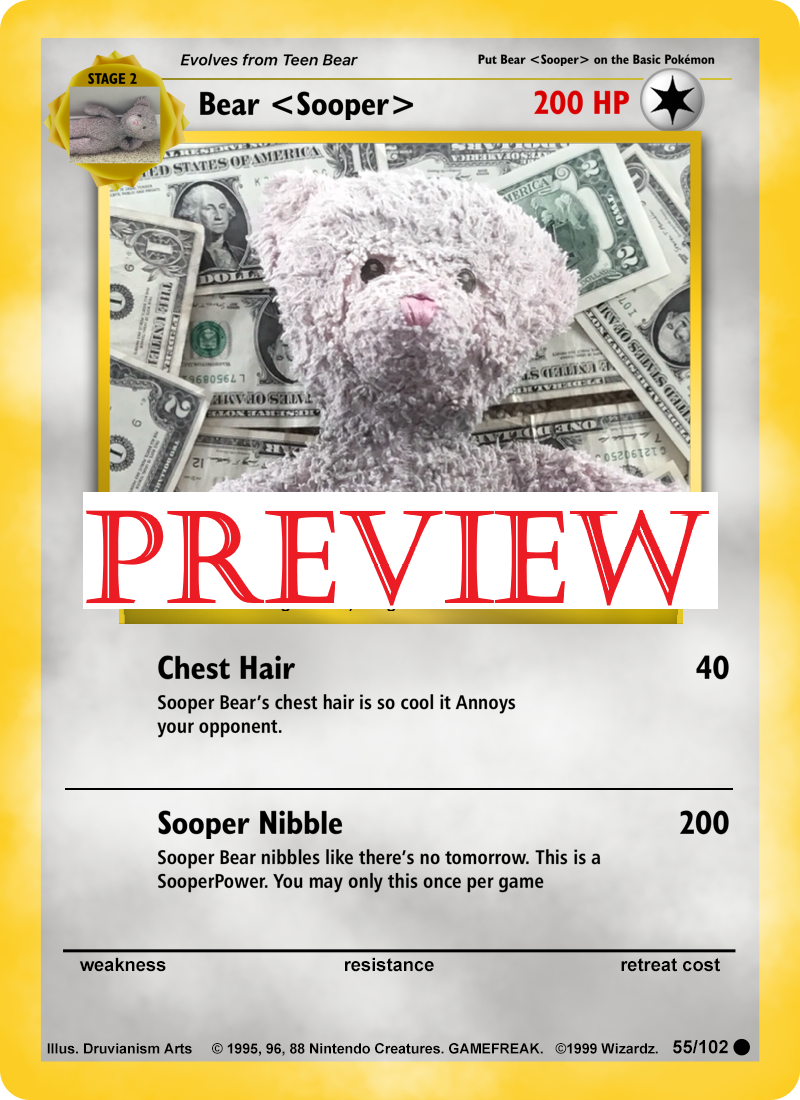 Evolves from Teen Bear
Put Bear <Sooper> on the Basic Pokémon
STAGE 2
Bear <Sooper>
200 HP
PREVIEW
Chest Hair
40
Sooper Bear's chest hair is so cool it Annoys
your opponent.
Sooper Nibble
200
Sooper Bear nibbles like there's no tomorrow. This is a
SooperPower. You may only this once per game
weakness
resistance
retreat cost
Illus. Druvianism Arts
© 1995, 96, 88 Nintendo Creatures. GAMEFREAK.
©1999 Wizardz.
55/102